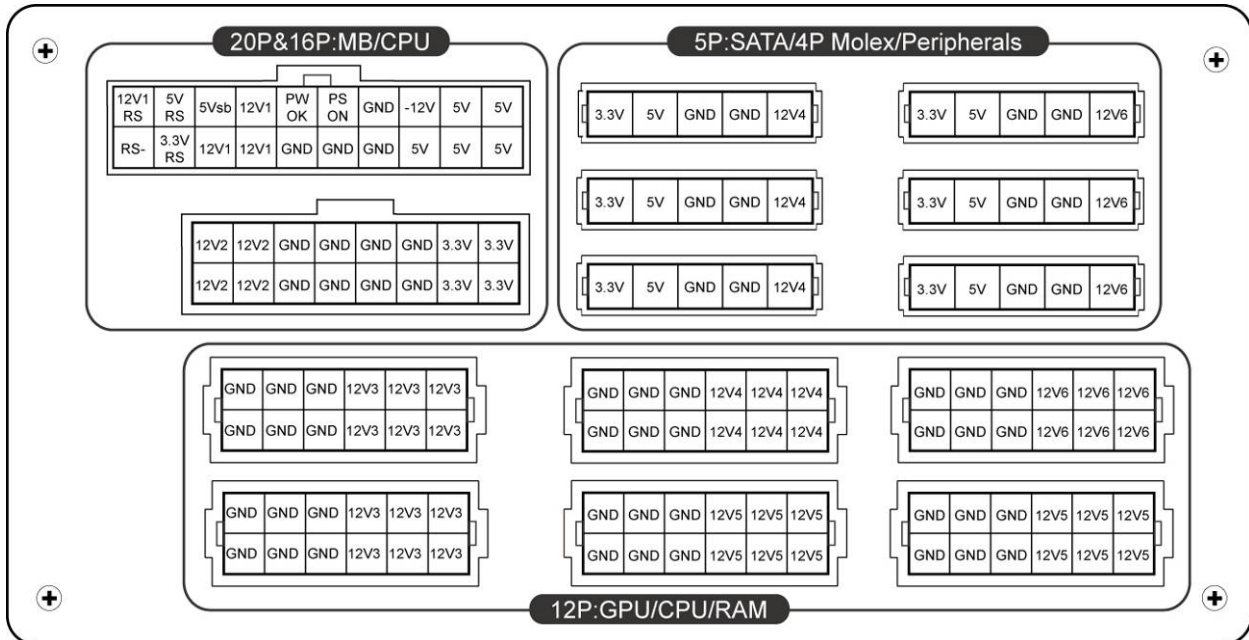 20P&16P:MB/CPU
12V1 RS 5V RS 5Vsb 12V1 PW OK PS ON GND -12V 5V 5V
RS- 3.3V RS 12V1 12V1 GND GND GND 5V 5V 5V
12V2 12V2 GND GND GND GND 3.3V 3.3V
12V2 12V2 GND GND GND GND 3.3V 3.3V
5P:SATA/4P Molex/Peripherals
3.3V 5V GND GND 12V4
3.3V 5V GND GND 12V6
3.3V 5V GND GND 12V4
3.3V 5V GND GND 12V6
3.3V 5V GND GND 12V4
3.3V 5V GND GND 12V6
GND GND GND 12V3 12V3 12V3
GND GND GND 12V3 12V3 12V3
GND GND GND 12V4 12V4 12V4
GND GND GND 12V4 12V4 12V4
GND GND GND 12V6 12V6 12V6
GND GND GND 12V6 12V6 12V6
GND GND GND 12V3 12V3 12V3
GND GND GND 12V3 12V3 12V3
GND GND GND 12V5 12V5 12V5
GND GND GND 12V5 12V5 12V5
GND GND GND 12V5 12V5 12V5
GND GND GND 12V5 12V5 12V5
12P:GPU/CPU/RAM